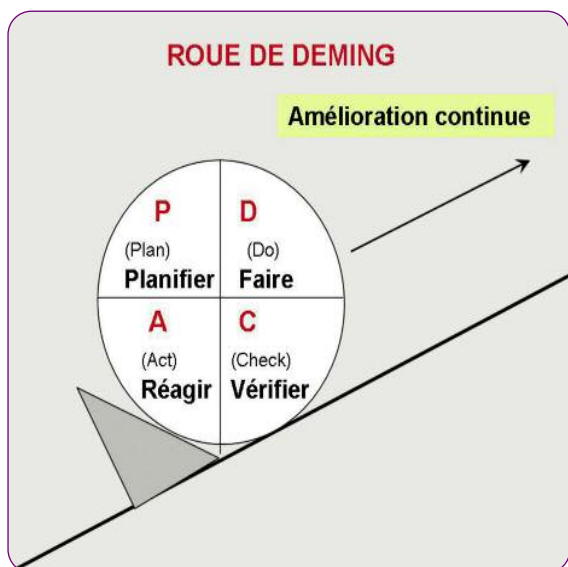 ROUE DE DEMING
Amélioration continue
P
D
(Plan)
(Do)
Planifier
Faire
A
C
(Act)
(Check)
Réagir
Vérifier